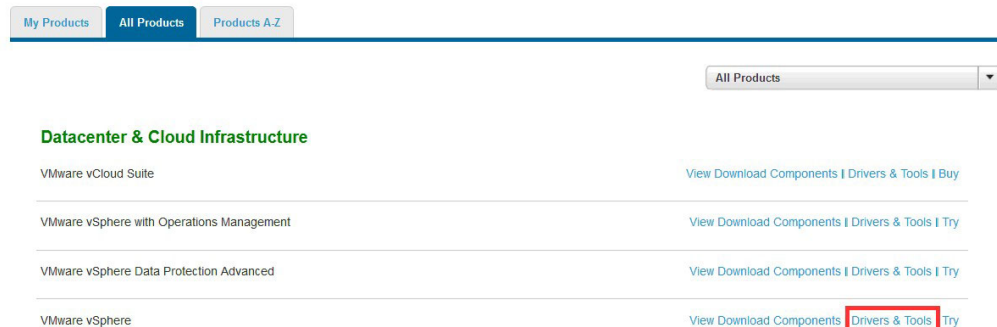 My Products All Products Products A-Z
All Products
Datacenter & Cloud Infrastructure
VMware vCloud Suite View Download Components | Drivers & Tools | Buy
VMware vSphere with Operations Management View Download Components | Drivers & Tools | Try
VMware vSphere Data Protection Advanced View Download Components | Drivers & Tools | Try
VMware vSphere View Download Components Drivers & Tools Try